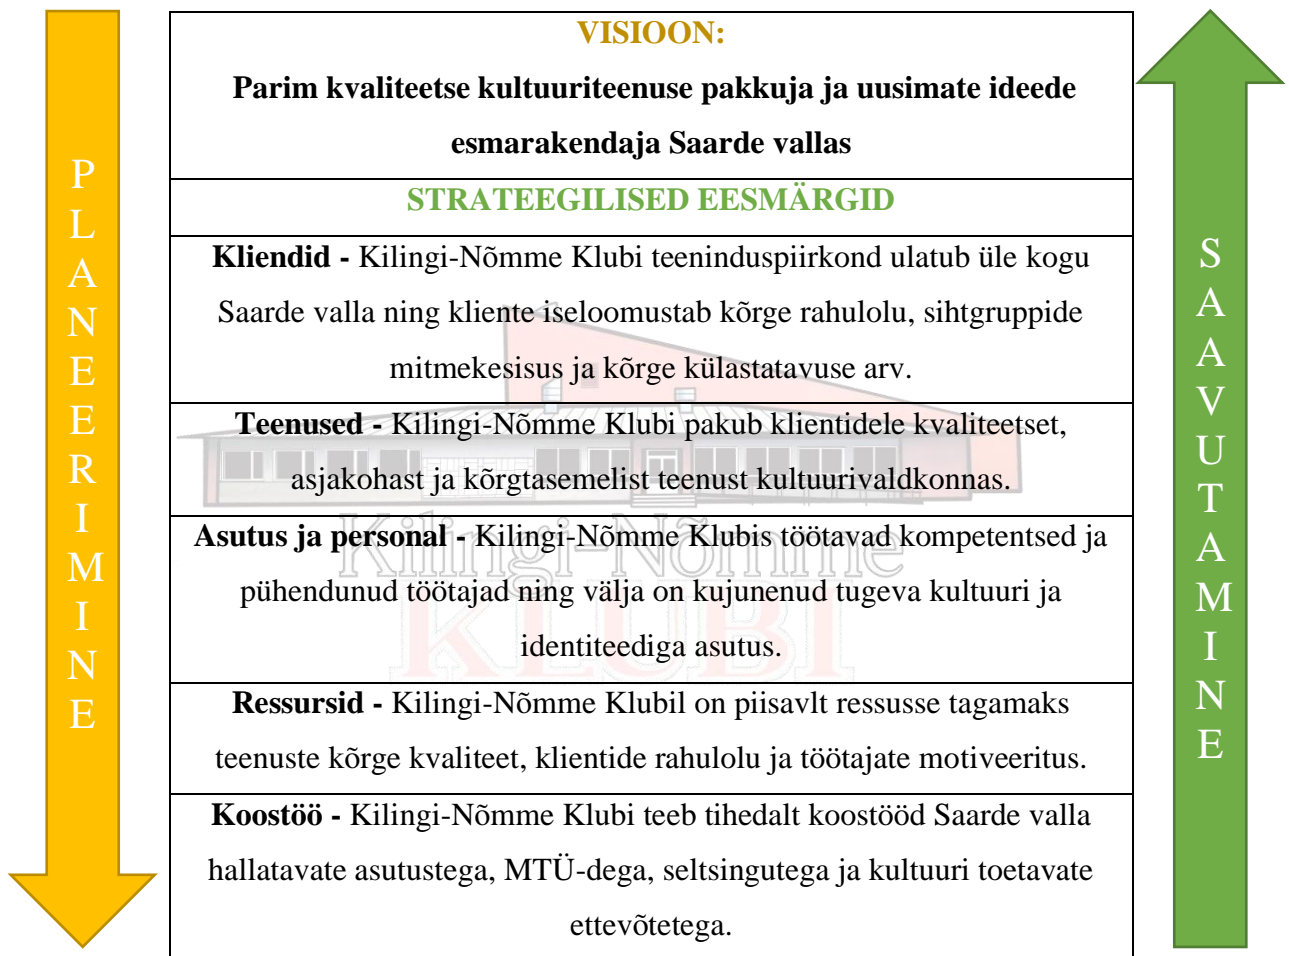 PLANEERIMINE
VISIOON:
Parim kvaliteetse kultuuriteenuse pakkuja ja uusimate ideede
esmarakendaja Saarde vallas
STRATEEGILISED EESMÄRGID
Kliendid - Kilingi-Nõmme Klubi teeninduspiirkond ulatub üle kogu
Saarde valla ning kliente iseloomustab kõrge rahulolu, sihtgruppide
mitmekesisus ja kõrge külastatavuse arv.
Teenused - Kilingi-Nõmme Klubi pakub klientidele kvaliteetset,
asjakohast ja kõrgtasemelist teenust kultuurivaldkonnas.
Asutus ja personal - Kilingi-Nõmme Klubis töötavad kompetentsed ja
pühendunud töötajad ning välja on kujunenud tugeva kultuuri ja
identiteediga asutus.
Ressursid - Kilingi-Nõmme Klubil on piisavlt ressusse tagamaks
teenuste kõrge kvaliteet, klientide rahulolu ja töötajate motiveeritus.
Koostöö - Kilingi-Nõmme Klubi teeb tihedalt koostööd Saarde valla
hallatavate asutustega, MTÜ-dega, seltsingutega ja kultuuri toetavate
ettevõtetega.
Kilingi-Nõmme
KLUBI
SAAVUTAMINE